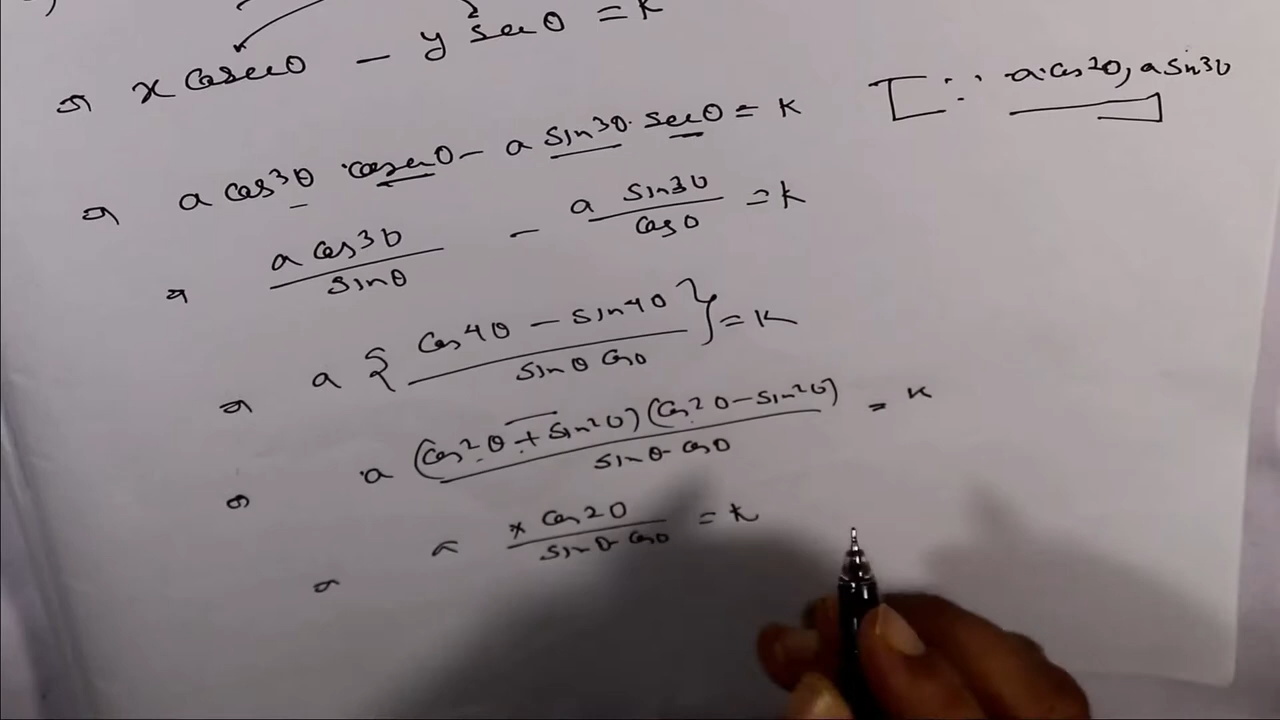 ⇒ x cosecθ − y secθ = k
[∵ a cos²θ, a sin³θ
⇒ a cos³θ · cosecθ − a sin³θ · secθ = k
⇒ a cos³θ / sinθ − a sin³θ / cosθ = k
⇒ a { cos⁴θ − sin⁴θ / sinθ cosθ } = k
⇒ a (cos²θ + sin²θ)(cos²θ − sin²θ) / sinθ · cosθ = k
⇒ a × cos2θ / sinθ · cosθ = k